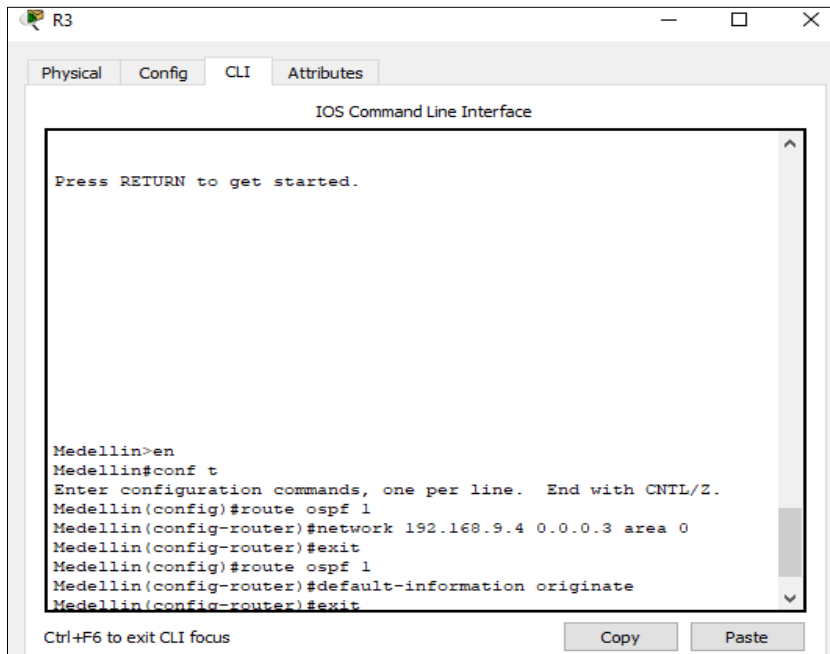 R3
Physical Config CLI Attributes
IOS Command Line Interface
Press RETURN to get started.
Medellin>en
Medellin#conf t
Enter configuration commands, one per line.  End with CNTL/Z.
Medellin(config)#route ospf 1
Medellin(config-router)#network 192.168.9.4 0.0.0.3 area 0
Medellin(config-router)#exit
Medellin(config)#route ospf 1
Medellin(config-router)#default-information originate
Medellin(config-router)#exit
Ctrl+F6 to exit CLI focus
Copy Paste